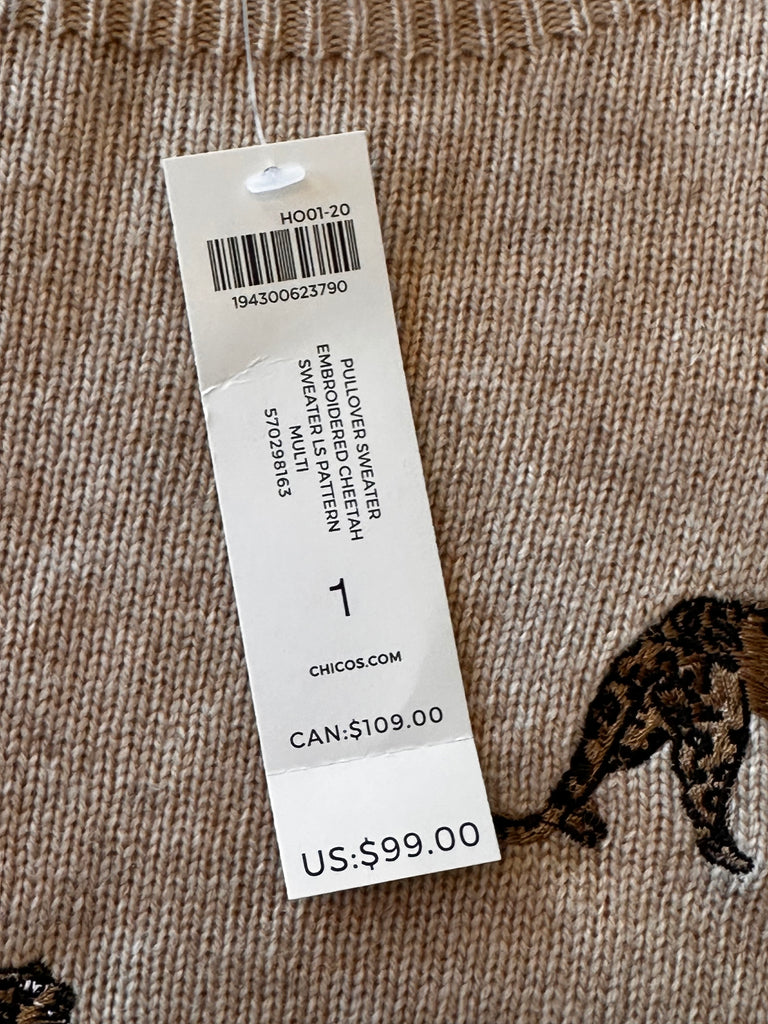 HO01-20
194300623790
PULLOVER SWEATER
EMBROIDERED CHEETAH
SWEATER LS PATTERN
MULTI
570298163
1
CHICOS.COM
CAN:$109.00
US:$99.00